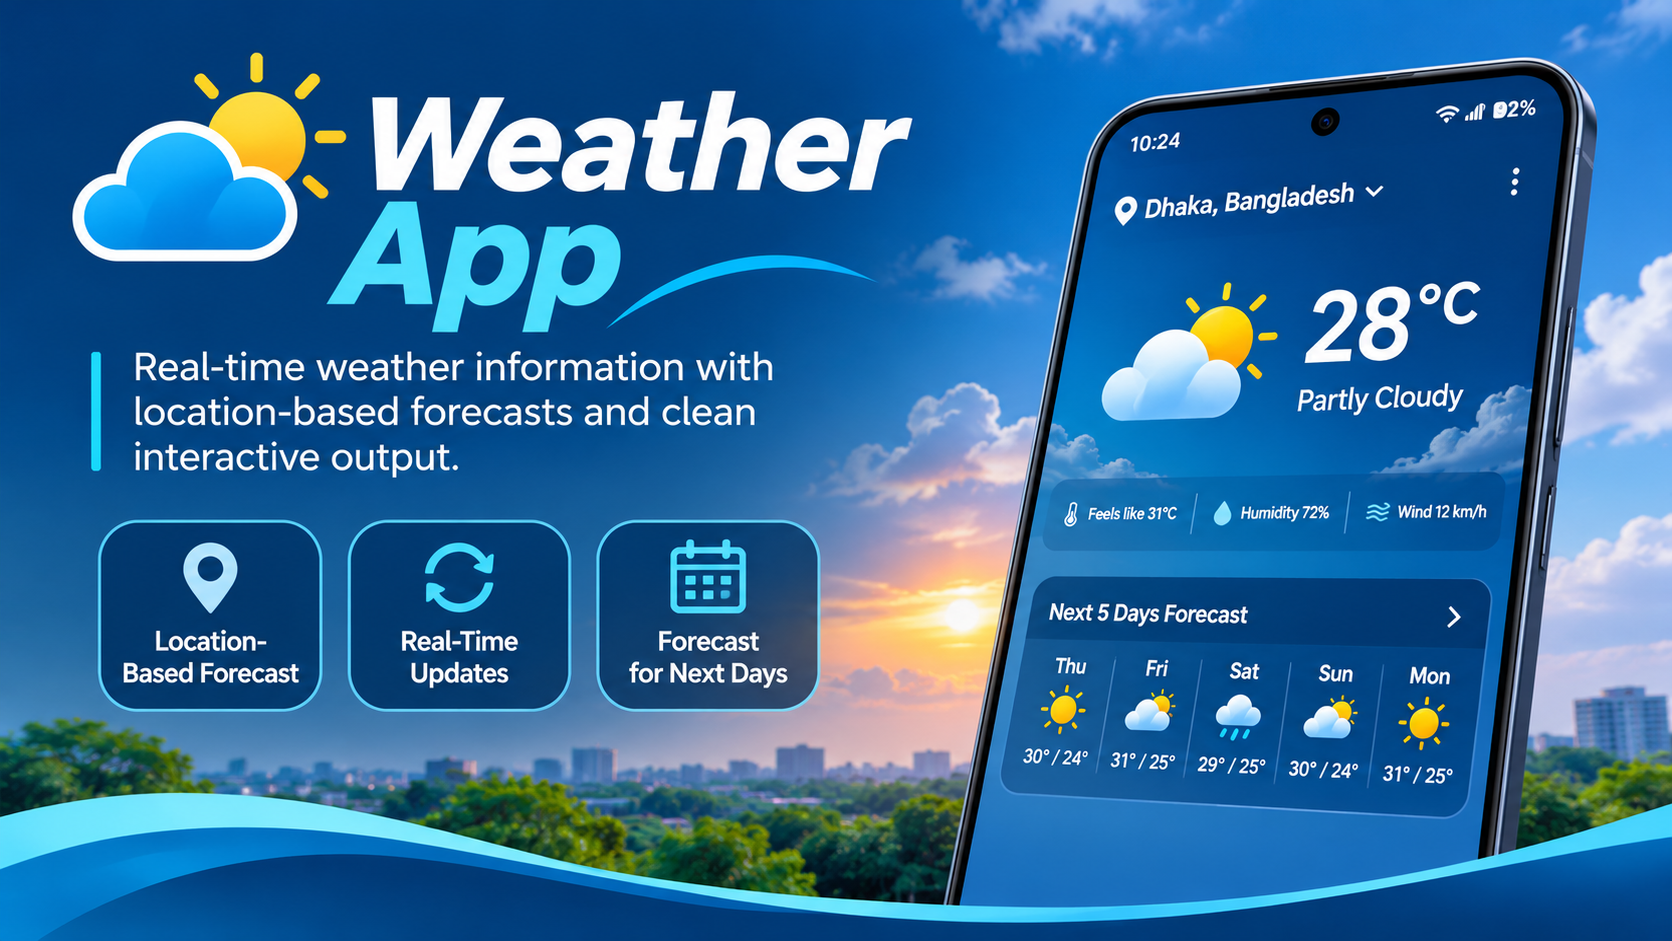 Weather
App
Real-time weather information with
location-based forecasts and clean
interactive output.
Location-
Based Forecast
Real-Time
Updates
Forecast
for Next Days
10:24
Dhaka, Bangladesh
28°C
Partly Cloudy
Feels like 31°C
Humidity 72%
Wind 12 km/h
Next 5 Days Forecast
Thu Fri Sat Sun Mon
30° / 24° 31° / 25° 29° / 25° 30° / 24° 31° / 25°